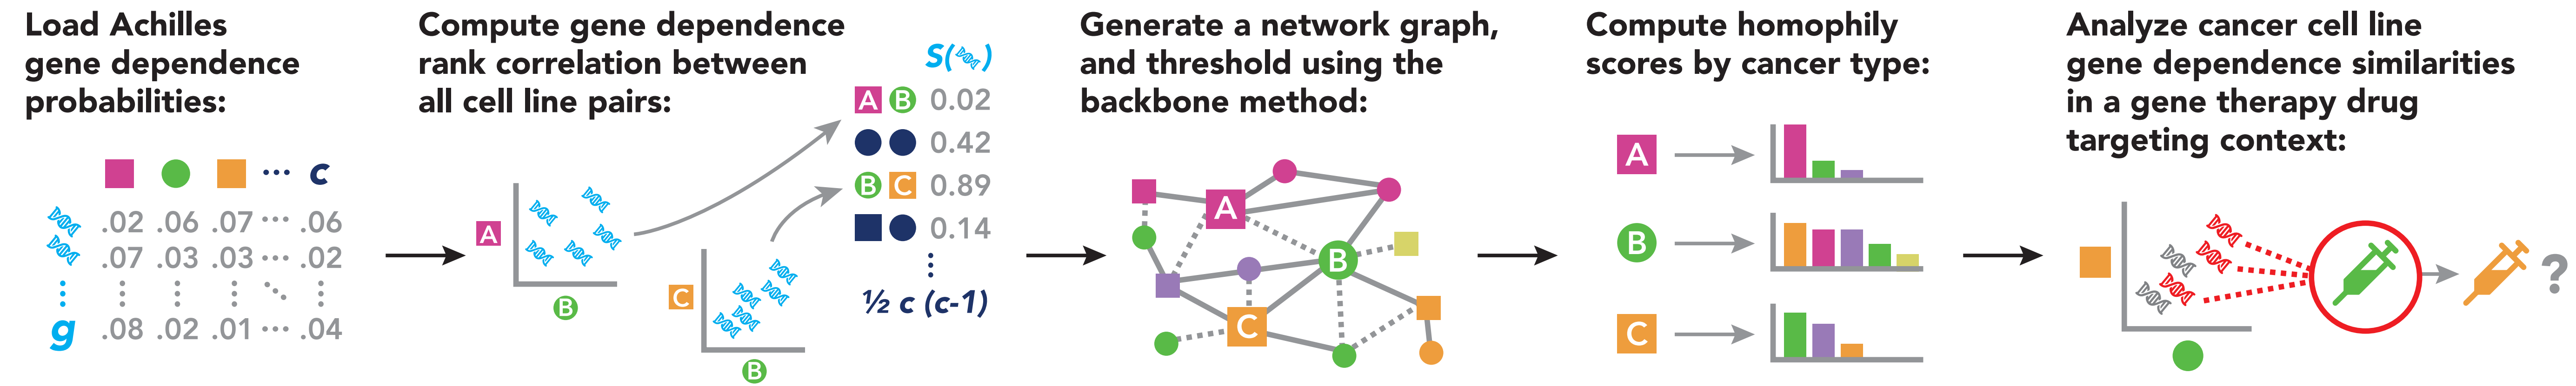 Load Achilles
gene dependence
probabilities:
c
.02 .06 .07 ··· .06
.07 .03 .03 ··· .02
g .08 .02 .01 ··· .04
Compute gene dependence
rank correlation between
all cell line pairs:
A
B
C
B
S( )
A B 0.02
0.42
B C 0.89
0.14
½ c (c-1)
Generate a network graph,
and threshold using the
backbone method:
A
B
C
Compute homophily
scores by cancer type:
A
B
C
Analyze cancer cell line
gene dependence similarities
in a gene therapy drug
targeting context:
?